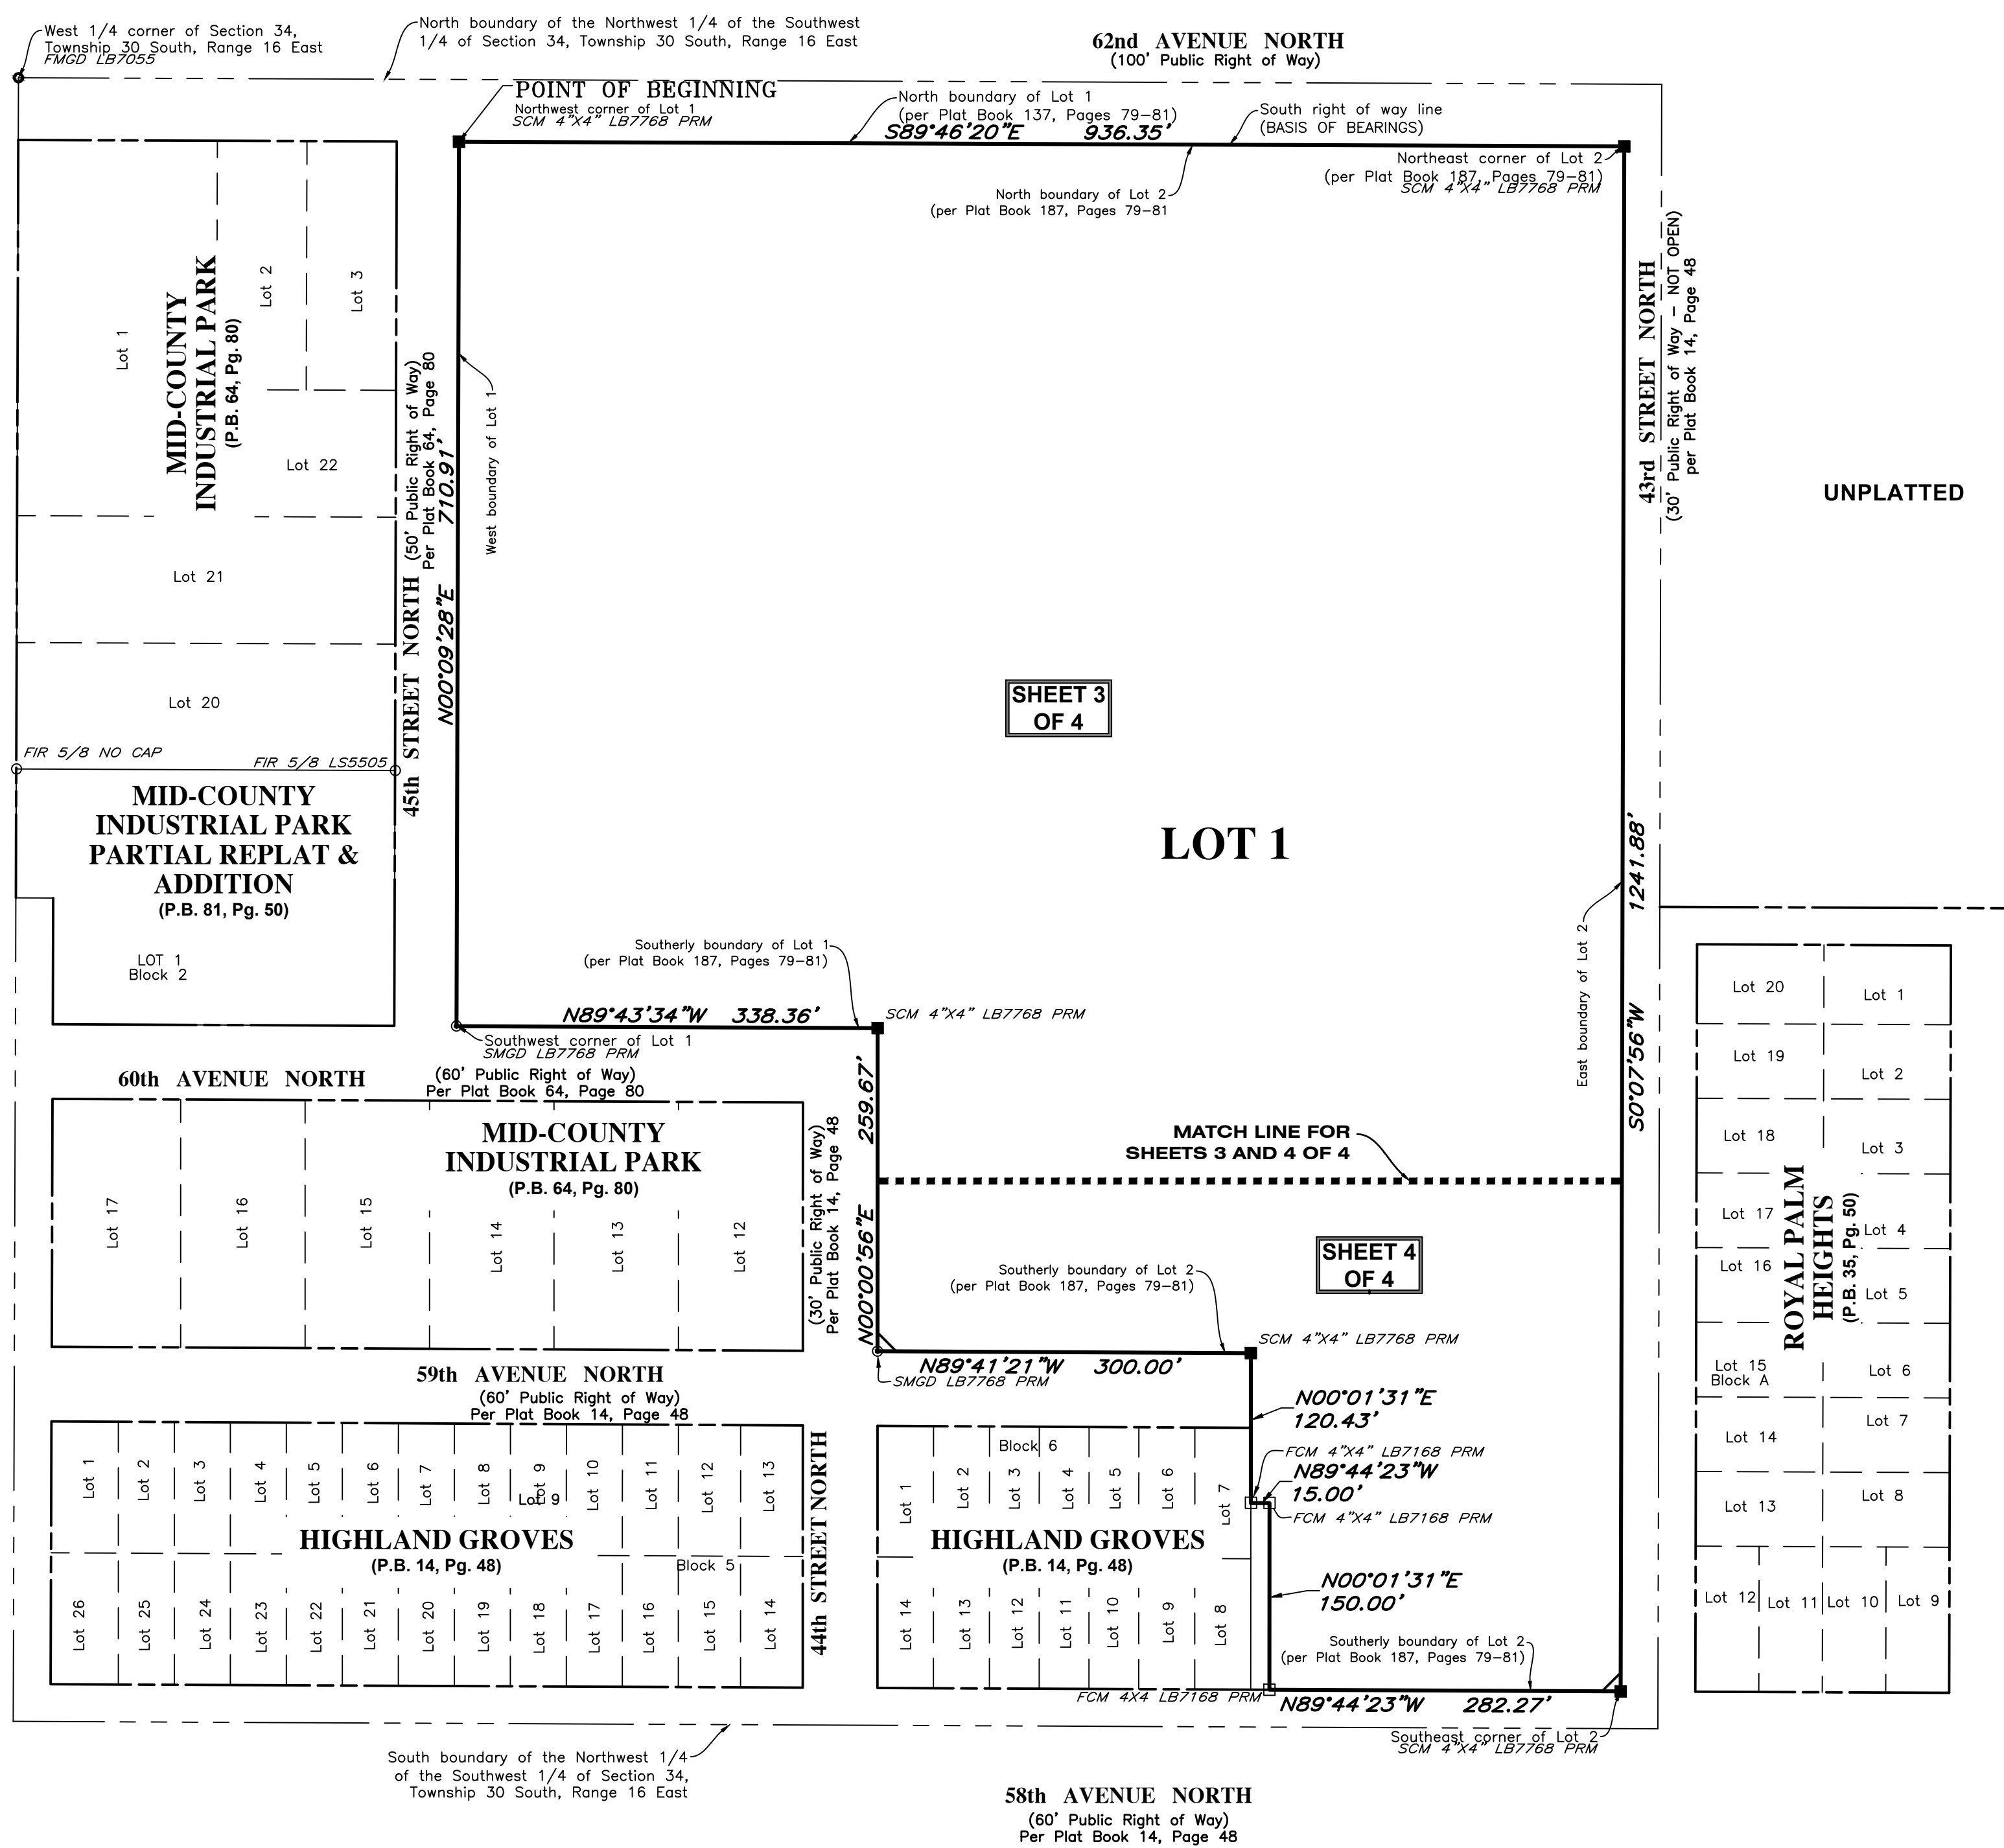 West 1/4 corner of Section 34,
Township 30 South, Range 16 East
FMGD LB7055
North boundary of the Northwest 1/4 of the Southwest
1/4 of Section 34, Township 30 South, Range 16 East
62nd AVENUE NORTH
(100' Public Right of Way)
POINT OF BEGINNING
Northwest corner of Lot 1
SCM 4"X4" LB7768 PRM
North boundary of Lot 1
(per Plat Book 137, Pages 79-81)
S89°46'20"E 936.35'
South right of way line
(BASIS OF BEARINGS)
North boundary of Lot 2
(per Plat Book 187, Pages 79-81
Northeast corner of Lot 2
(per Plat Book 187, Pages 79-81)
SCM 4"X4" LB7768 PRM
Lot 1
MID-COUNTY
INDUSTRIAL PARK
(P.B. 64, Pg. 80)
Lot 2
Lot 3
Lot 22
Lot 21
Lot 20
45th STREET NORTH
(50' Public Right of Way)
Per Plat Book 64, Page 80
N00°09'28"E 710.91'
West boundary of Lot 1
43rd STREET NORTH
(30' Public Right of Way - NOT OPEN)
per Plat Book 14, Page 48
UNPLATTED
SHEET 3
OF 4
LOT 1
FIR 5/8 NO CAP
FIR 5/8 LS5505
MID-COUNTY
INDUSTRIAL PARK
PARTIAL REPLAT &
ADDITION
(P.B. 81, Pg. 50)
LOT 1
Block 2
Southerly boundary of Lot 1
(per Plat Book 187, Pages 79-81)
N89°43'34"W 338.36'
SCM 4"X4" LB7768 PRM
Southwest corner of Lot 1
SMGD LB7768 PRM
East boundary of Lot 2
S0°07'56"W 1241.88'
60th AVENUE NORTH
(60' Public Right of Way)
Per Plat Book 64, Page 80
MID-COUNTY
INDUSTRIAL PARK
(P.B. 64, Pg. 80)
Lot 17
Lot 16
Lot 15
Lot 14
Lot 13
Lot 12
(30' Public Right of Way)
Per Plat Book 14, Page 48
N00°00'56"E 259.67'
MATCH LINE FOR
SHEETS 3 AND 4 OF 4
SHEET 4
OF 4
Southerly boundary of Lot 2
(per Plat Book 187, Pages 79-81)
SCM 4"X4" LB7768 PRM
N89°41'21"W 300.00'
SMGD LB7768 PRM
59th AVENUE NORTH
(60' Public Right of Way)
Per Plat Book 14, Page 48
N00°01'31"E
120.43'
FCM 4"X4" LB7168 PRM
N89°44'23"W
15.00'
FCM 4"X4" LB7168 PRM
N00°01'31"E
150.00'
Southerly boundary of Lot 2
(per Plat Book 187, Pages 79-81)
FCM 4X4 LB7168 PRM
N89°44'23"W 282.27'
Southeast corner of Lot 2
SCM 4"X4" LB7768 PRM
Lot 1
Lot 2
Lot 3
Lot 4
Lot 5
Lot 6
Lot 7
Lot 8
Lot 9
Lot 9
Lot 10
Lot 11
Lot 12
Lot 13
HIGHLAND GROVES
(P.B. 14, Pg. 48)
Block 5
Lot 26
Lot 25
Lot 24
Lot 23
Lot 22
Lot 21
Lot 20
Lot 19
Lot 18
Lot 17
Lot 16
Lot 15
Lot 14
44th STREET NORTH
Block 6
Lot 1
Lot 2
Lot 3
Lot 4
Lot 5
Lot 6
Lot 7
HIGHLAND GROVES
(P.B. 14, Pg. 48)
Lot 14
Lot 13
Lot 12
Lot 11
Lot 10
Lot 9
Lot 8
Lot 20
Lot 1
Lot 19
Lot 2
Lot 18
Lot 3
Lot 17
Lot 4
Lot 16
Lot 5
ROYAL PALM
HEIGHTS
(P.B. 35, Pg. 50)
Lot 15
Block A
Lot 6
Lot 7
Lot 14
Lot 8
Lot 13
Lot 12
Lot 11
Lot 10
Lot 9
South boundary of the Northwest 1/4
of the Southwest 1/4 of Section 34,
Township 30 South, Range 16 East
58th AVENUE NORTH
(60' Public Right of Way)
Per Plat Book 14, Page 48